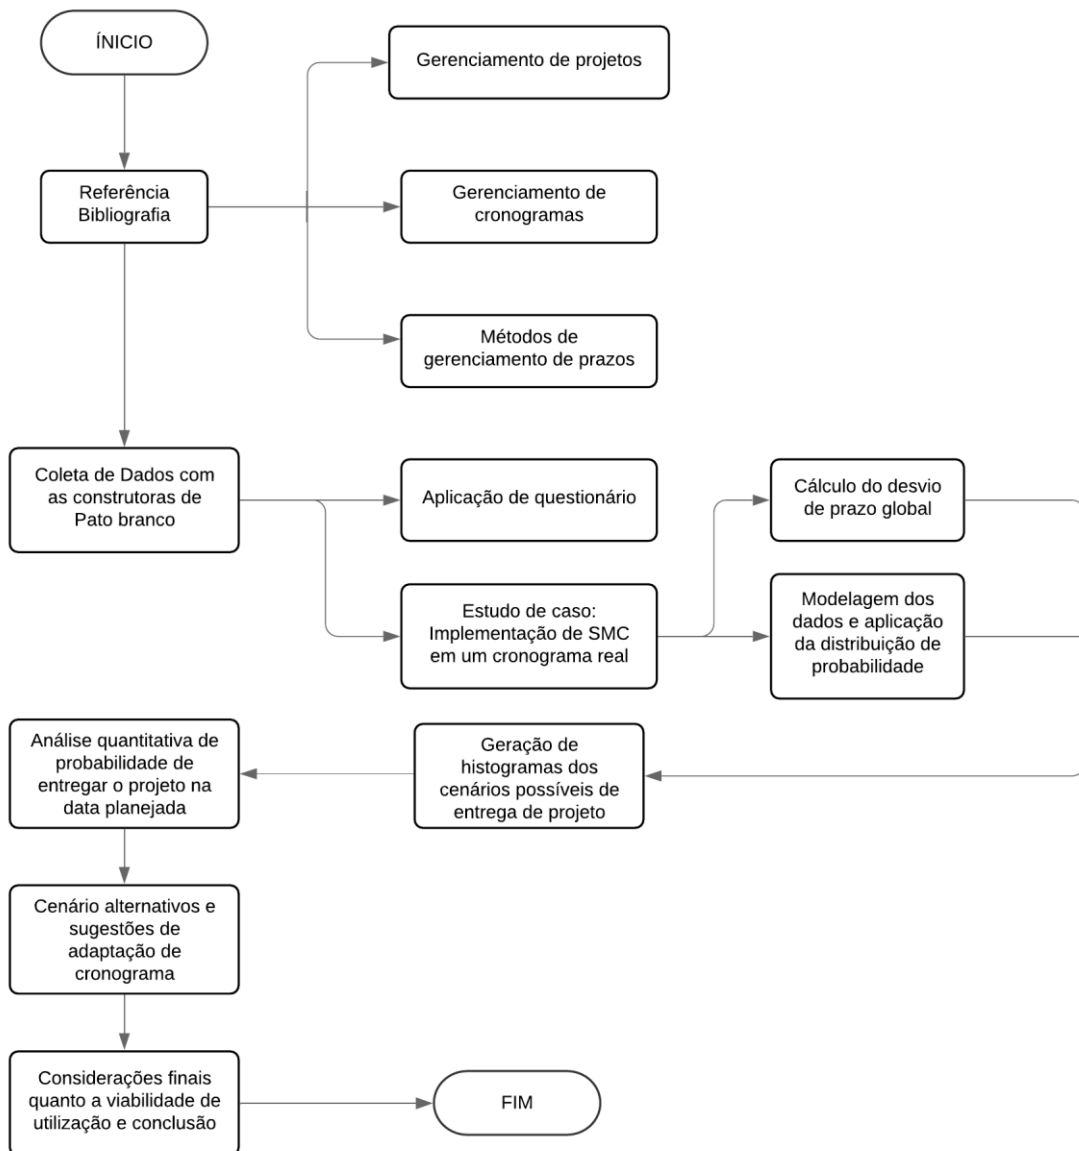 ÍNICIO
Gerenciamento de projetos
Referência
Bibliografia
Gerenciamento de
cronogramas
Métodos de
gerenciamento de prazos
Coleta de Dados com
as construtoras de
Pato branco
Aplicação de questionário
Cálculo do desvio
de prazo global
Estudo de caso:
Implementação de SMC
em um cronograma real
Modelagem dos
dados e aplicação
da distribuição de
probabilidade
Geração de
histogramas dos
cenários possíveis de
entrega de projeto
Análise quantitativa de
probabilidade de
entregar o projeto na
data planejada
Cenário alternativos e
sugestões de
adaptação de
cronograma
Considerações finais
quanto a viabilidade de
utilização e conclusão
FIM